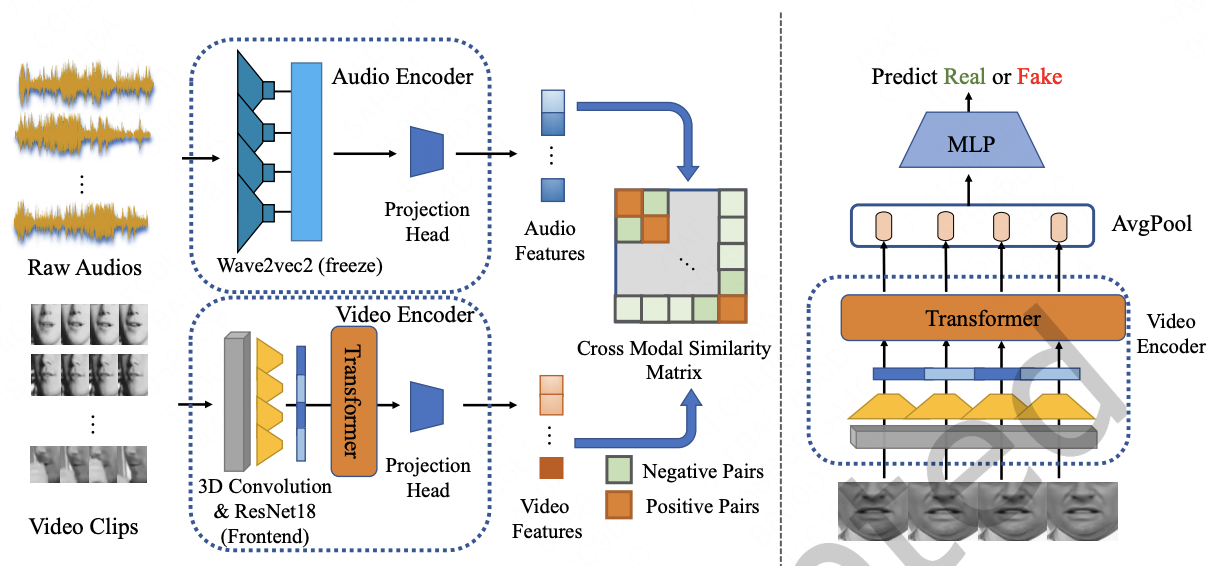 Audio Encoder
Raw Audios
Wave2vec2 (freeze)
Projection
Head
Audio
Features
Video Encoder
Transformer
3D Convolution
& ResNet18
(Frontend)
Projection
Head
Video Clips
Video
Features
Cross Modal Similarity
Matrix
Negative Pairs
Positive Pairs
Predict Real or Fake
MLP
AvgPool
Transformer
Video
Encoder